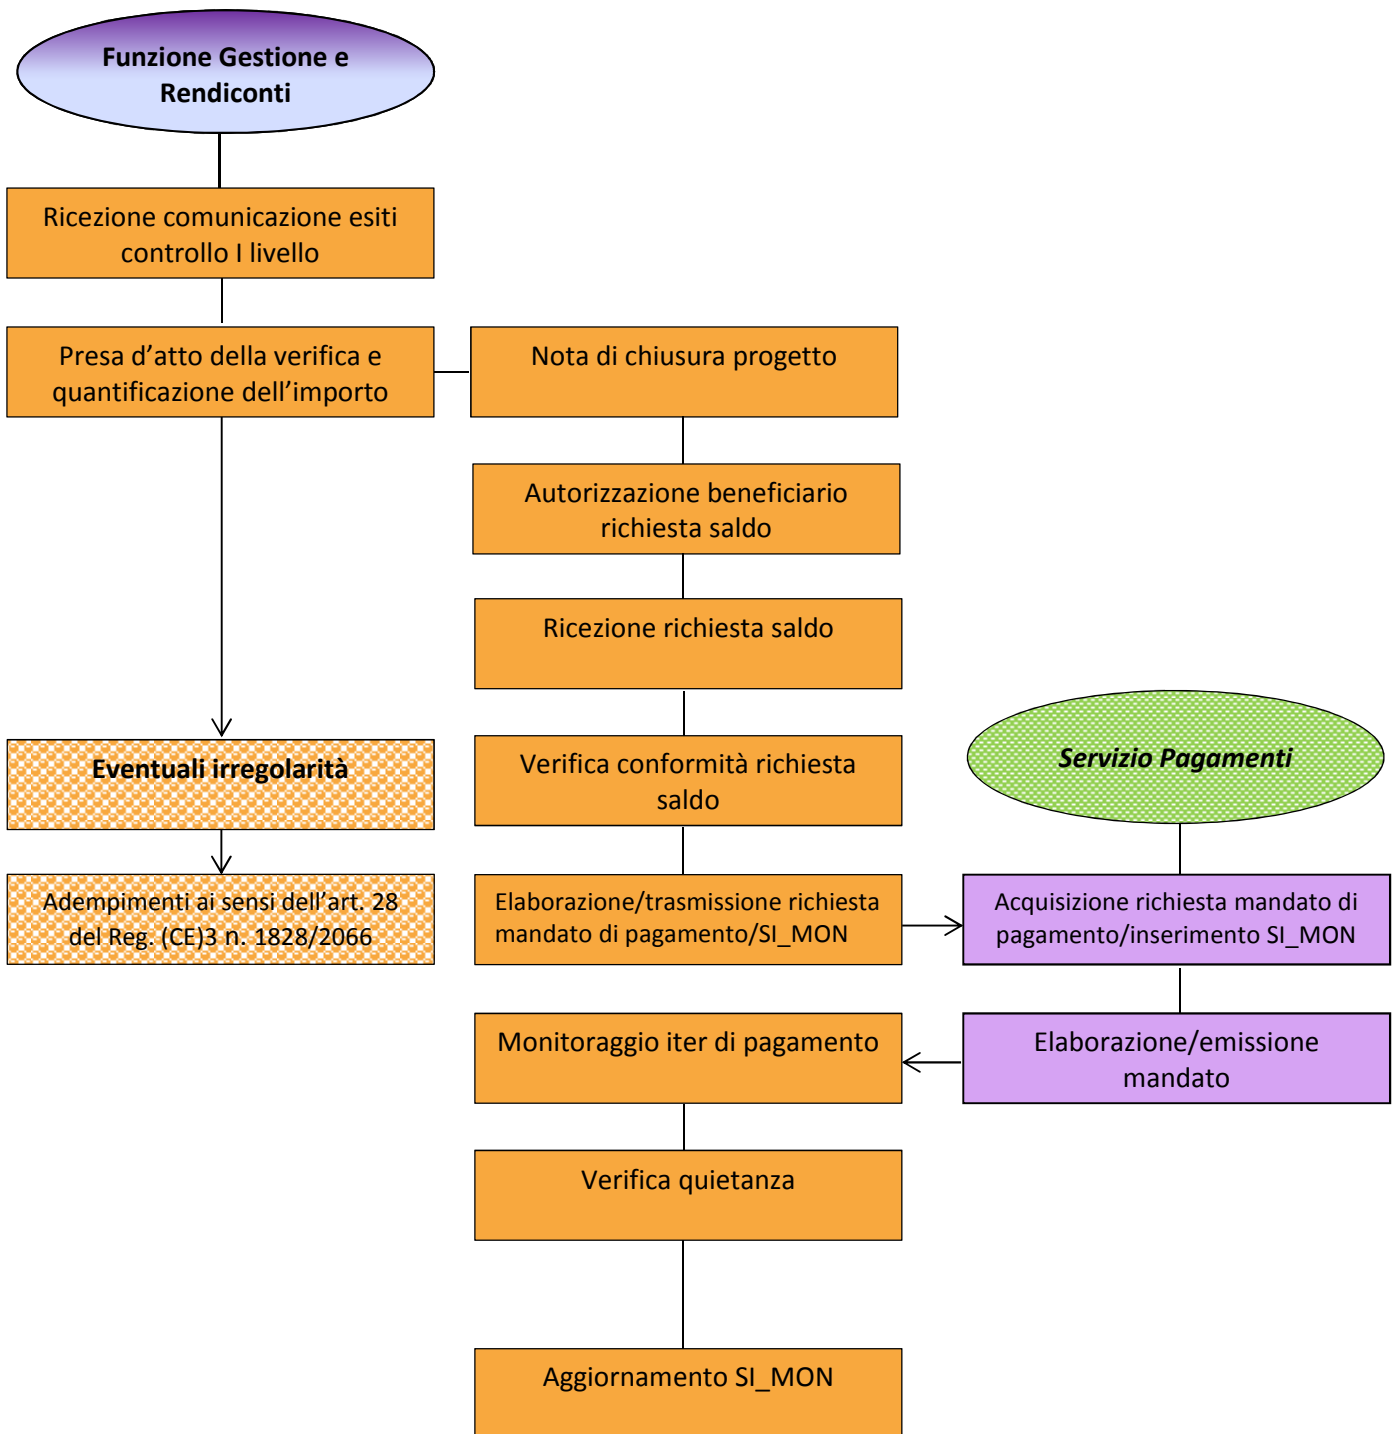 Funzione Gestione e
Rendiconti
Ricezione comunicazione esiti
controllo I livello
Presa d’atto della verifica e
quantificazione dell’importo
Nota di chiusura progetto
Autorizzazione beneficiario
richiesta saldo
Ricezione richiesta saldo
Eventuali irregolarità
Verifica conformità richiesta
saldo
Servizio Pagamenti
Adempimenti ai sensi dell’art. 28
del Reg. (CE)3 n. 1828/2066
Elaborazione/trasmissione richiesta
mandato di pagamento/SI_MON
Acquisizione richiesta mandato di
pagamento/inserimento SI_MON
Monitoraggio iter di pagamento
Elaborazione/emissione
mandato
Verifica quietanza
Aggiornamento SI_MON